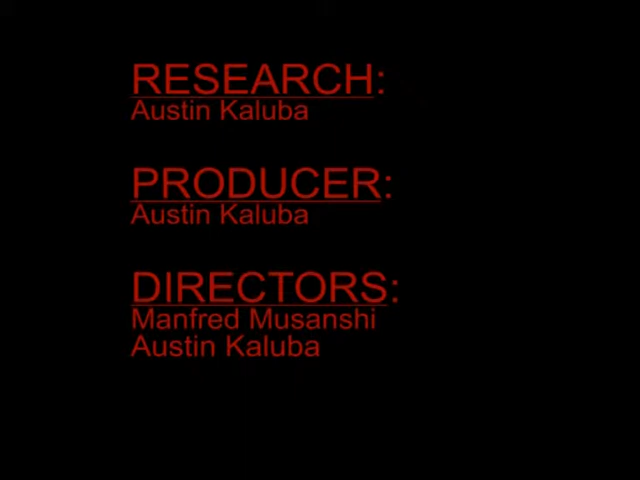 RESEARCH:
Austin Kaluba
PRODUCER:
Austin Kaluba
DIRECTORS:
Manfred Musanshi
Austin Kaluba